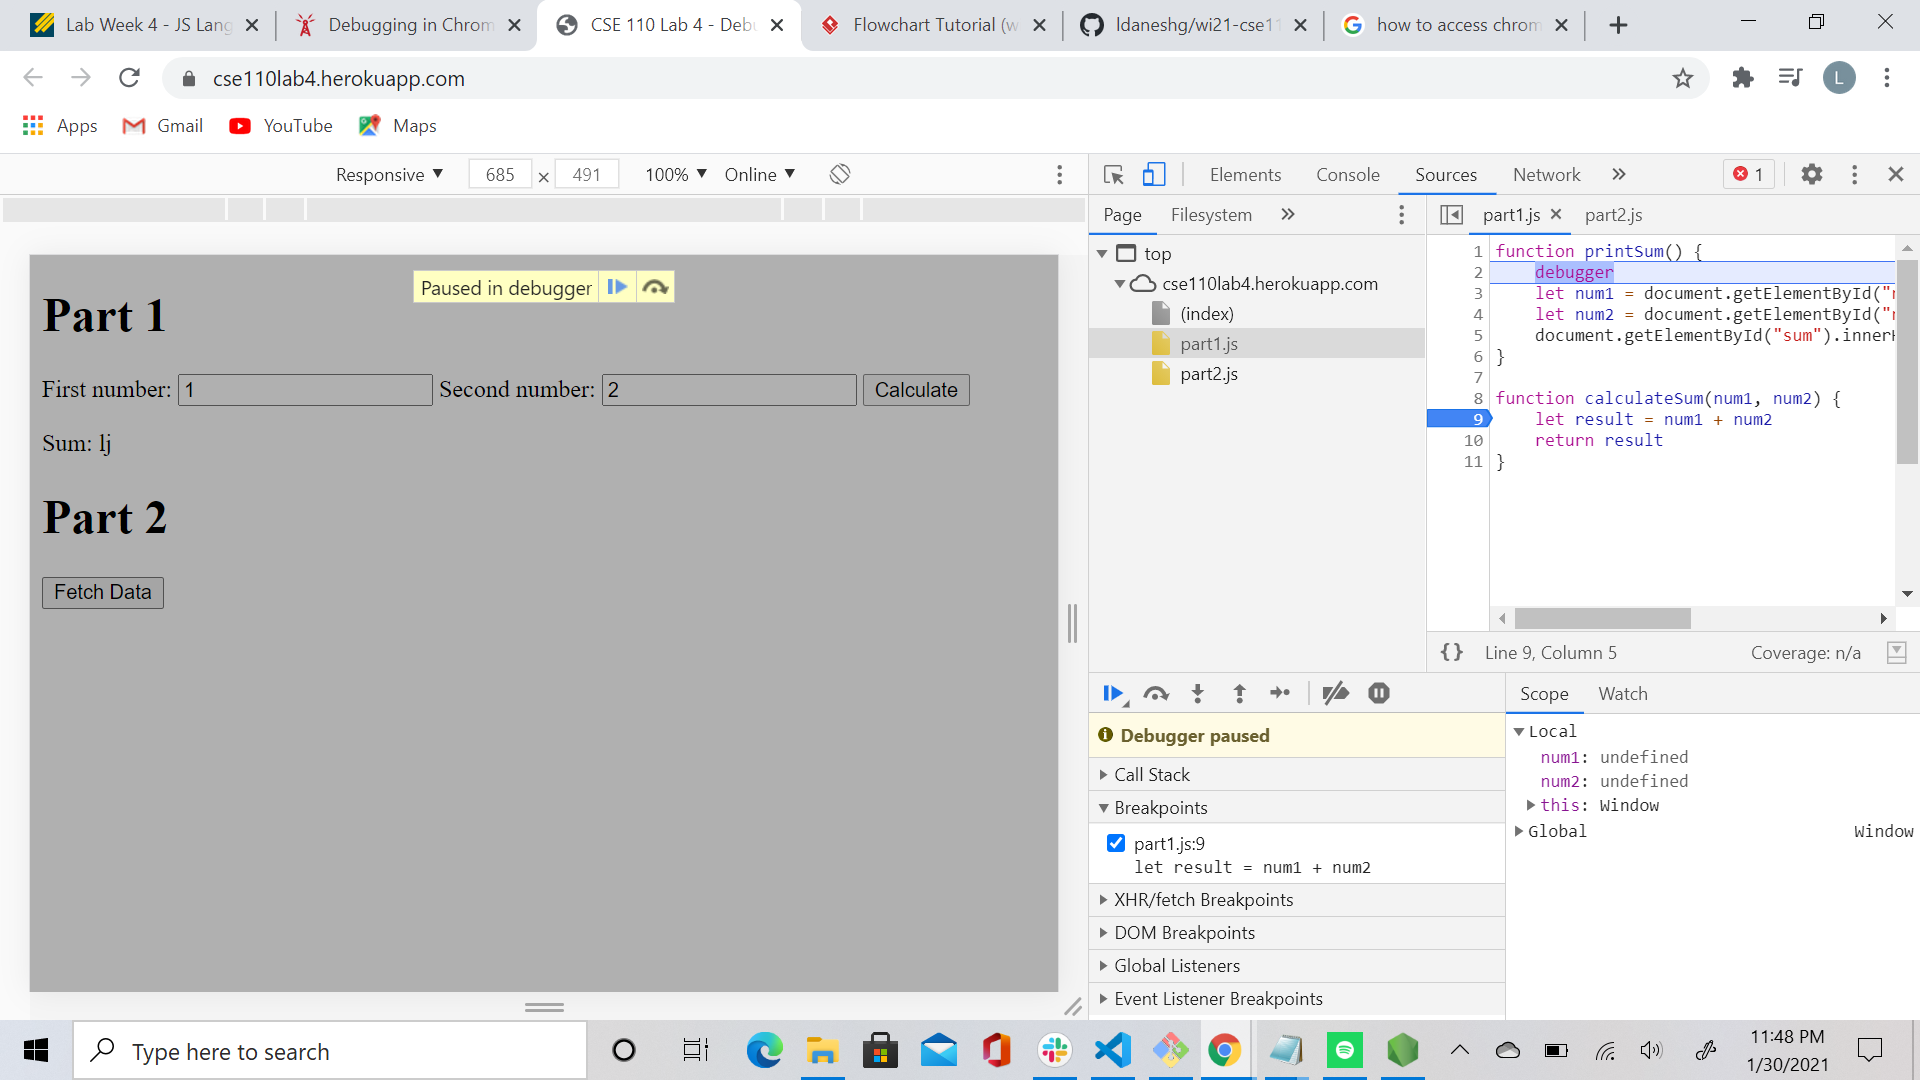 Lab Week 4 - JS Lang
Debugging in Chrom
CSE 110 Lab 4 - Debu
Flowchart Tutorial (w
ldaneshg/wi21-cse11
how to access chrom
cse110lab4.herokuapp.com
L
Apps
Gmail
YouTube
Maps
Responsive ▼ 685 × 491 100% ▼ Online ▼
Elements Console Sources Network » 1
Page Filesystem »
part1.js × part2.js
top
cse110lab4.herokuapp.com
(index)
part1.js
part2.js
1 function printSum() {
2 debugger
3 let num1 = document.getElementById("
4 let num2 = document.getElementById("
5 document.getElementById("sum").inner
6 }
7
8 function calculateSum(num1, num2) {
9 let result = num1 + num2
10 return result
11 }
{} Line 9, Column 5 Coverage: n/a
Paused in debugger
Part 1
First number: 1 Second number: 2 Calculate
Sum: lj
Part 2
Fetch Data
Debugger paused
Call Stack
Breakpoints
part1.js:9
let result = num1 + num2
XHR/fetch Breakpoints
DOM Breakpoints
Global Listeners
Event Listener Breakpoints
Scope Watch
Local
num1: undefined
num2: undefined
this: Window
Global Window
Type here to search
11:48 PM
1/30/2021